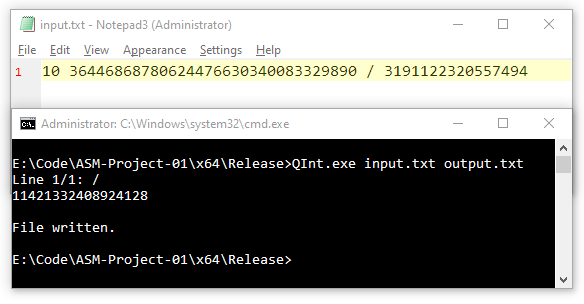 input.txt - Notepad3 (Administrator)
File Edit View Appearance Settings Help
1 10 36446868780624476630340083329890 / 3191122320557494
Administrator: C:\Windows\system32\cmd.exe
E:\Code\ASM-Project-01\x64\Release>QInt.exe input.txt output.txt
Line 1/1: /
11421332408924128
File written.
E:\Code\ASM-Project-01\x64\Release>